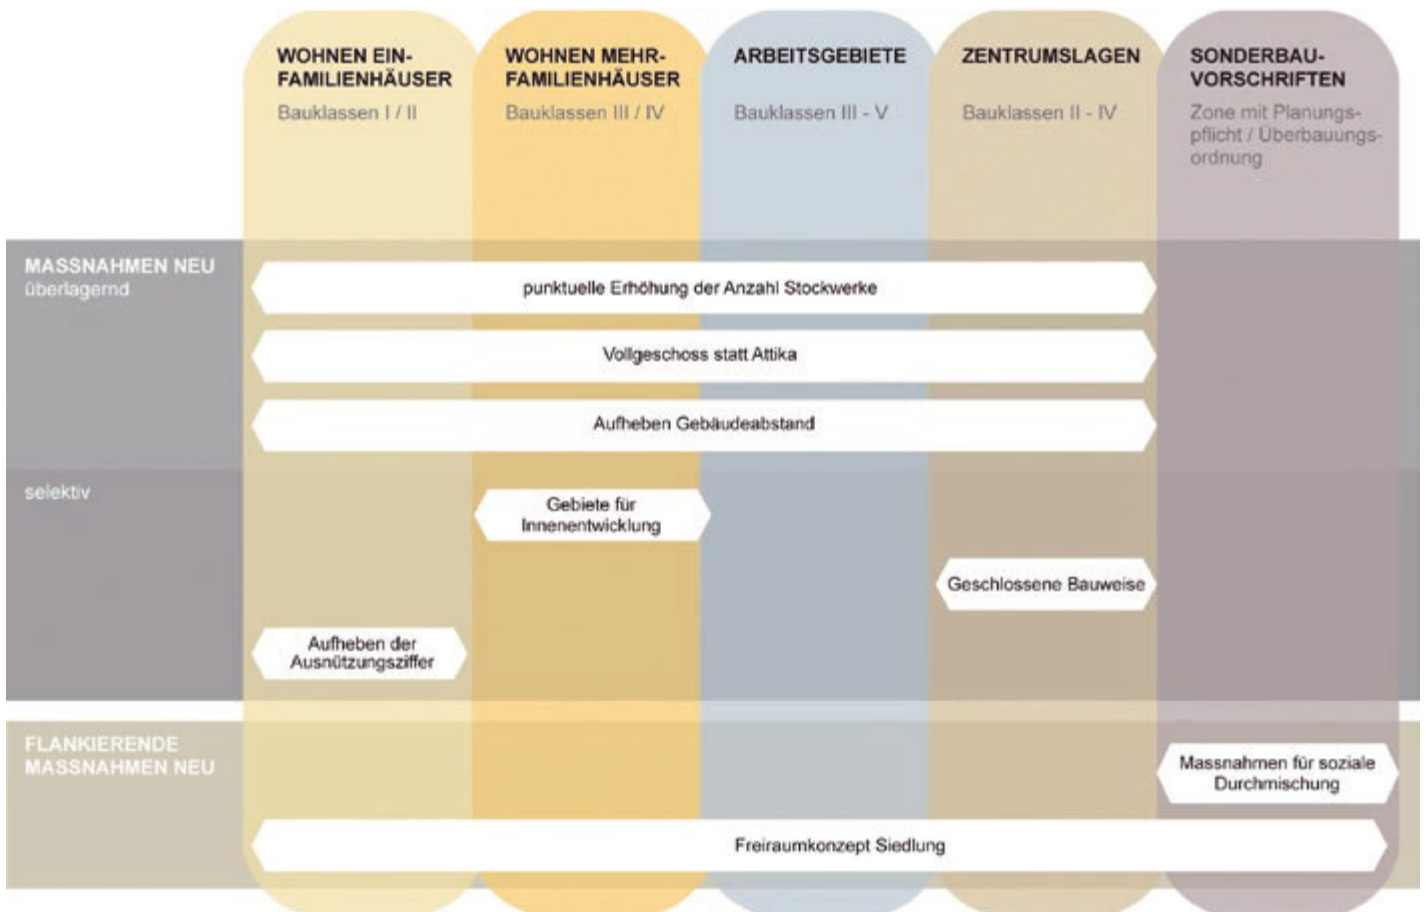 WOHNEN EIN-
FAMILIENHÄUSER
Bauklassen I / II
WOHNEN MEHR-
FAMILIENHÄUSER
Bauklassen III / IV
ARBEITSGEBIETE
Bauklassen III - V
ZENTRUMSLAGEN
Bauklassen II - IV
SONDERBAU-
VORSCHRIFTEN
Zone mit Planungs-
pflicht / Überbauungs-
ordnung
MASSNAHMEN NEU
überlagernd
punktuelle Erhöhung der Anzahl Stockwerke
Vollgeschoss statt Attika
Aufheben Gebäudeabstand
selektiv
Gebiete für
Innenentwicklung
Geschlossene Bauweise
Aufheben der
Ausnützungsziffer
FLANKIERENDE
MASSNAHMEN NEU
Massnahmen für soziale
Durchmischung
Freiraumkonzept Siedlung